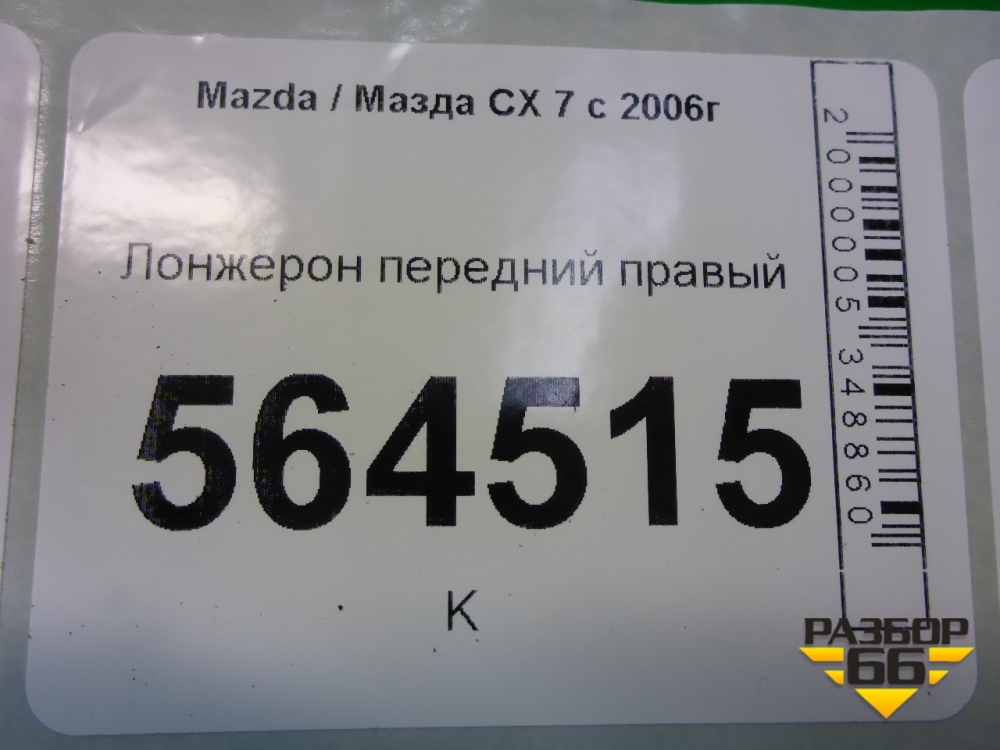 Mazda / Мазда CX 7 с 2006г
Лонжерон передний правый
564515
К
2000005348860
РАЗБОР
66